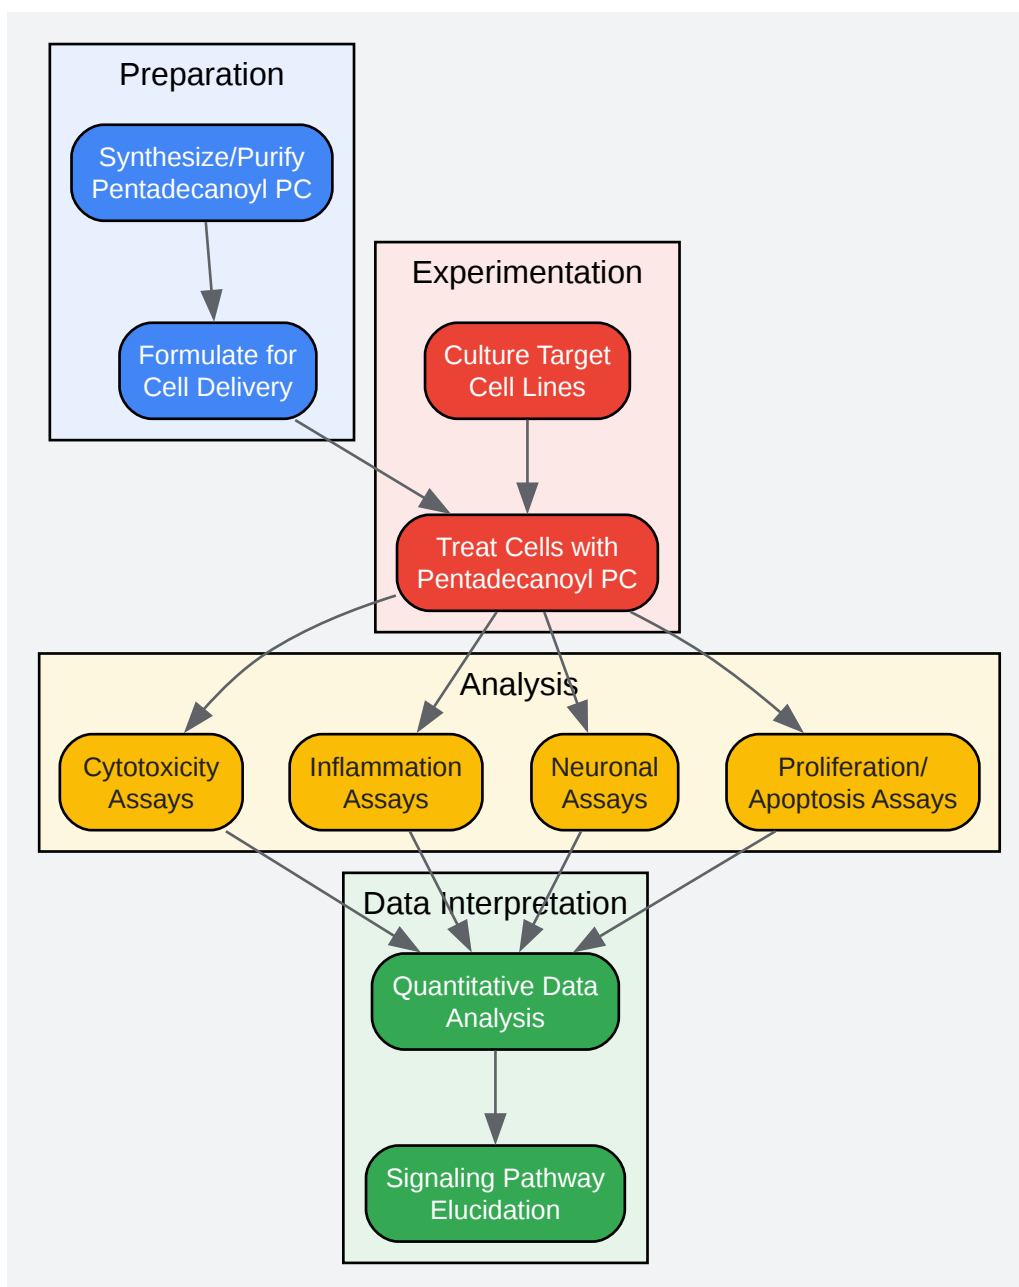 Preparation
Synthesize/Purify
Pentadecanoyl PC
Formulate for
Cell Delivery
Experimentation
Culture Target
Cell Lines
Treat Cells with
Pentadecanoyl PC
Analysis
Cytotoxicity
Assays
Inflammation
Assays
Neuronal
Assays
Proliferation/
Apoptosis Assays
Data Interpretation
Quantitative Data
Analysis
Signaling Pathway
Elucidation